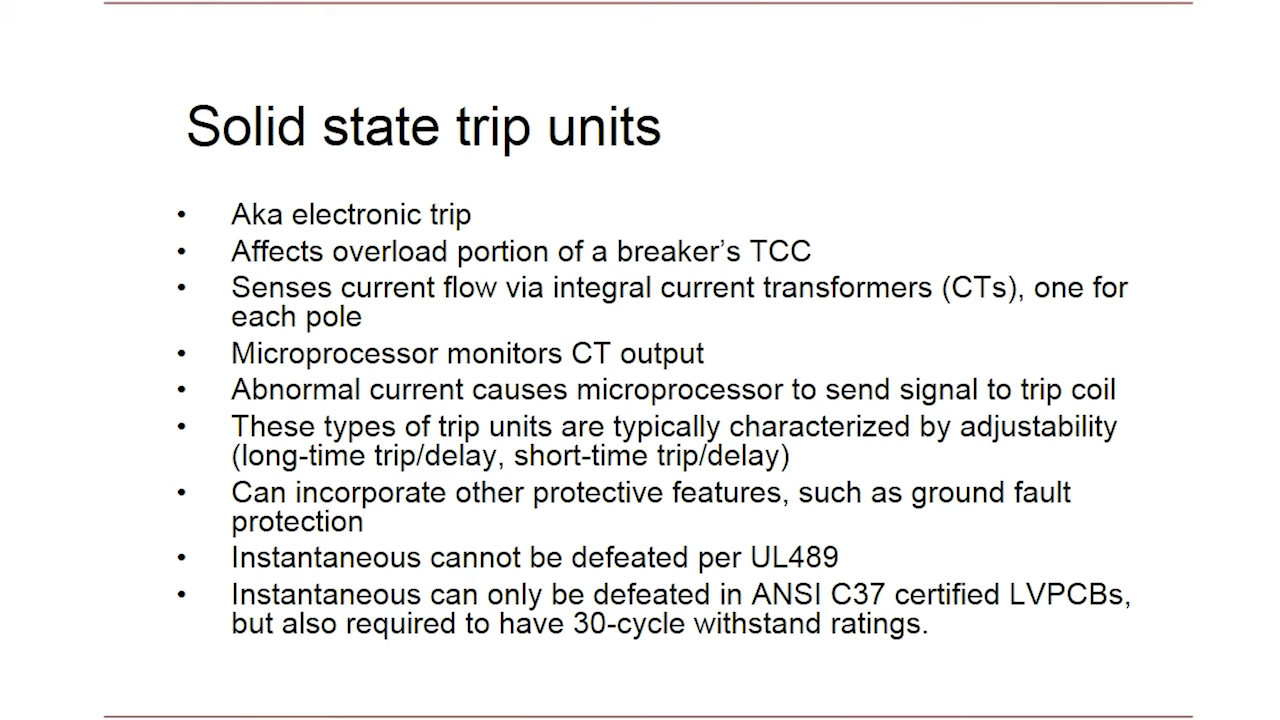 Solid state trip units
• Aka electronic trip
• Affects overload portion of a breaker’s TCC
• Senses current flow via integral current transformers (CTs), one for
each pole
• Microprocessor monitors CT output
• Abnormal current causes microprocessor to send signal to trip coil
• These types of trip units are typically characterized by adjustability
(long-time trip/delay, short-time trip/delay)
• Can incorporate other protective features, such as ground fault
protection
• Instantaneous cannot be defeated per UL489
• Instantaneous can only be defeated in ANSI C37 certified LVPCBs,
but also required to have 30-cycle withstand ratings.